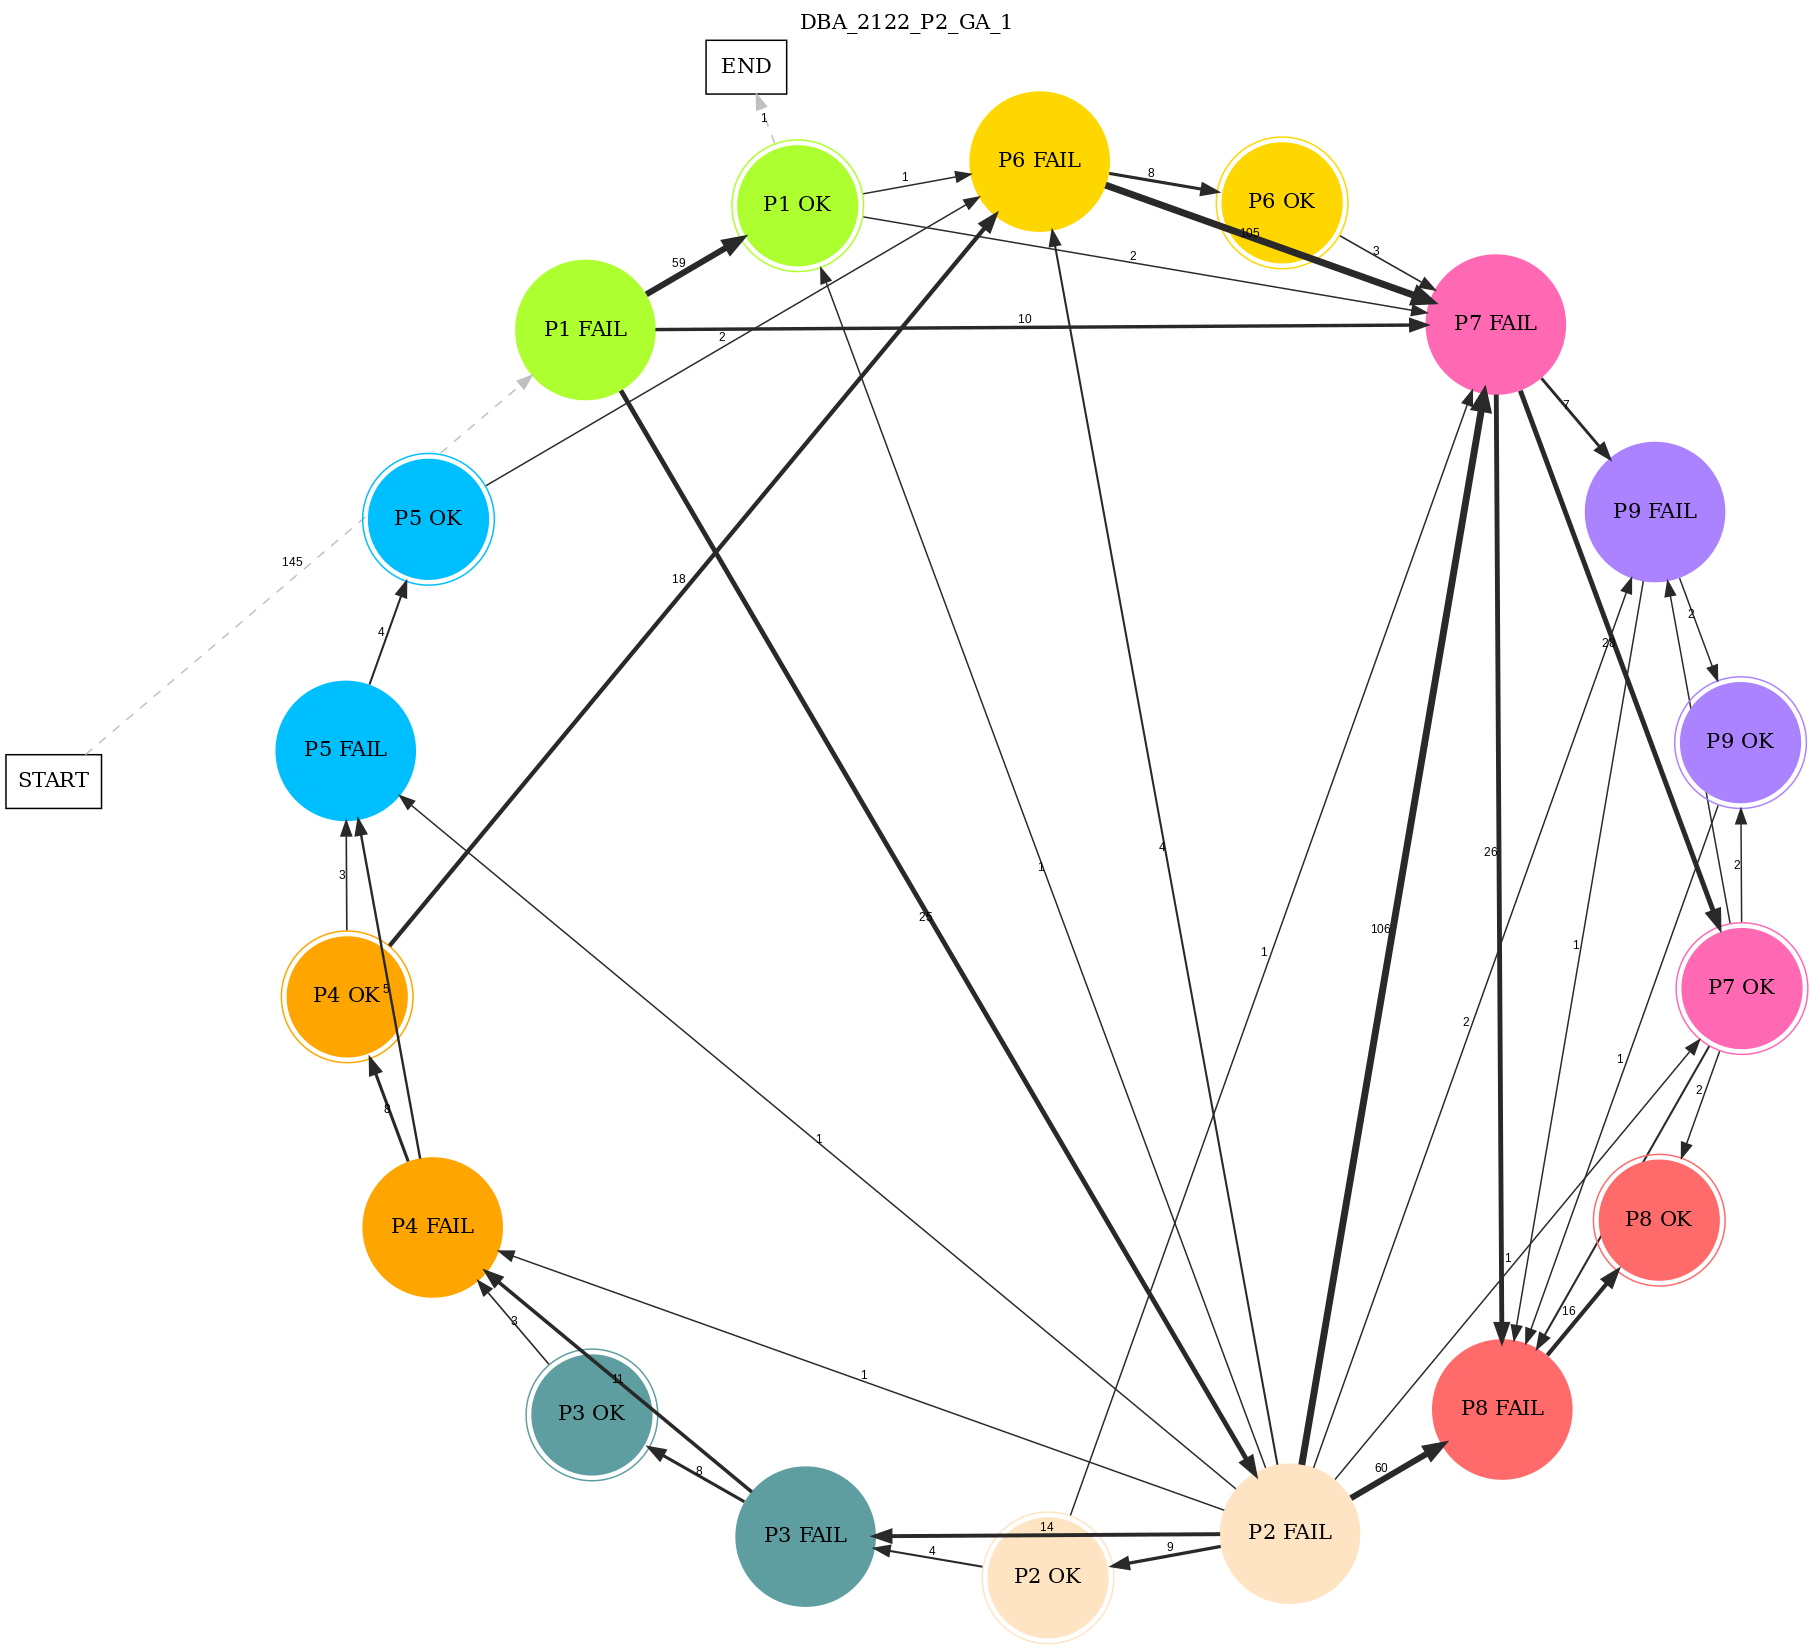 DBA_2122_P2_GA_1
END
1
P6 FAIL
8
P6 OK
P1 OK
1
105
3
2
59
P7 FAIL
P1 FAIL
10
2
7
P5 OK
P9 FAIL
145
18
4
2
P9 OK
P5 FAIL
START
4
1
26
2
3
25
106
1
1
P7 OK
P4 OK
5
2
1
8
1
2
P8 OK
P4 FAIL
1
16
3
1
11
P8 FAIL
P3 OK
60
8
14
P2 FAIL
P3 FAIL
4
9
P2 OK